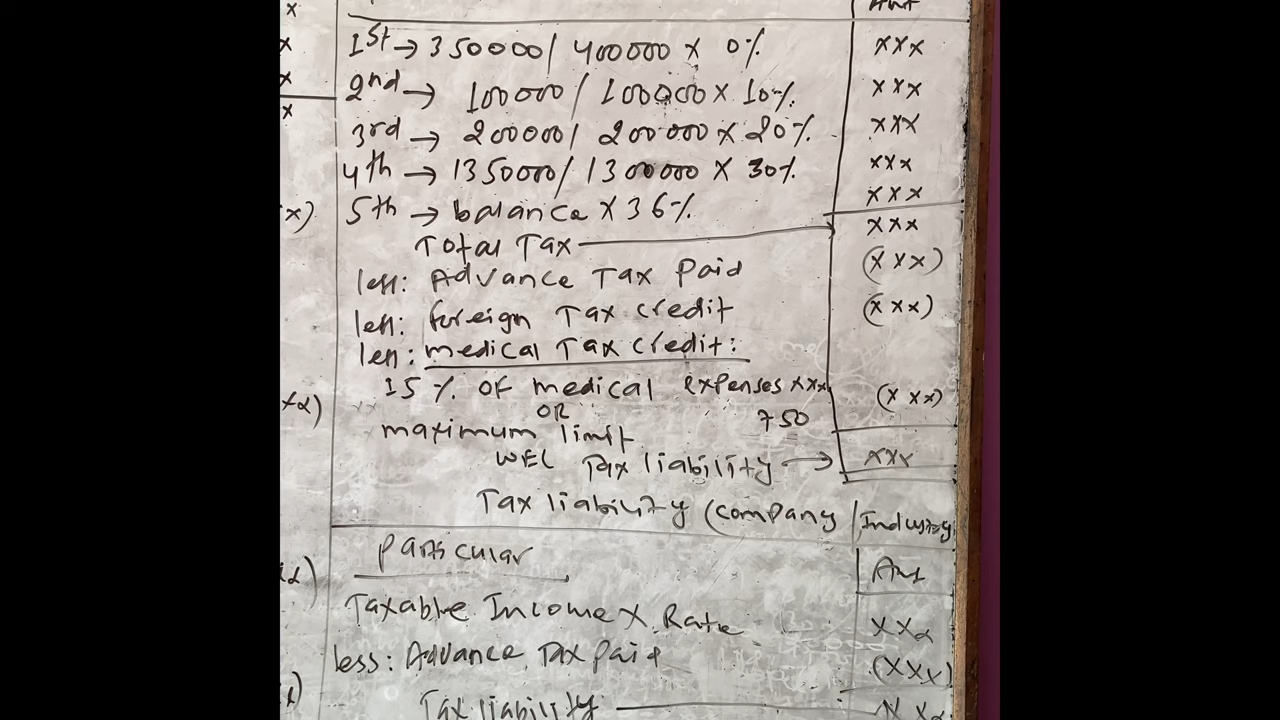 x
Amt
x 1st → 350000/ 400000 x 0% xxx
x 2nd → 100000/ 100000 x 10% xxx
x 3rd → 200000/ 200000 x 20% xxx
4th → 1350000/ 1300000 x 30% xxx
x) 5th → balance x 36% xxx
Total Tax xxx
less: Advance Tax paid (xxx)
less: foreign Tax credit (xxx)
less: medical Tax credit:
15% of medical expenses xxx (xxx)
OR
maximum limit 750
Tax liability → xxx
Tax liability (company / Industry
particular Amt
Taxable Income x Rate xxx
less: Advance Tax paid (xxx)
Tax liability xxx